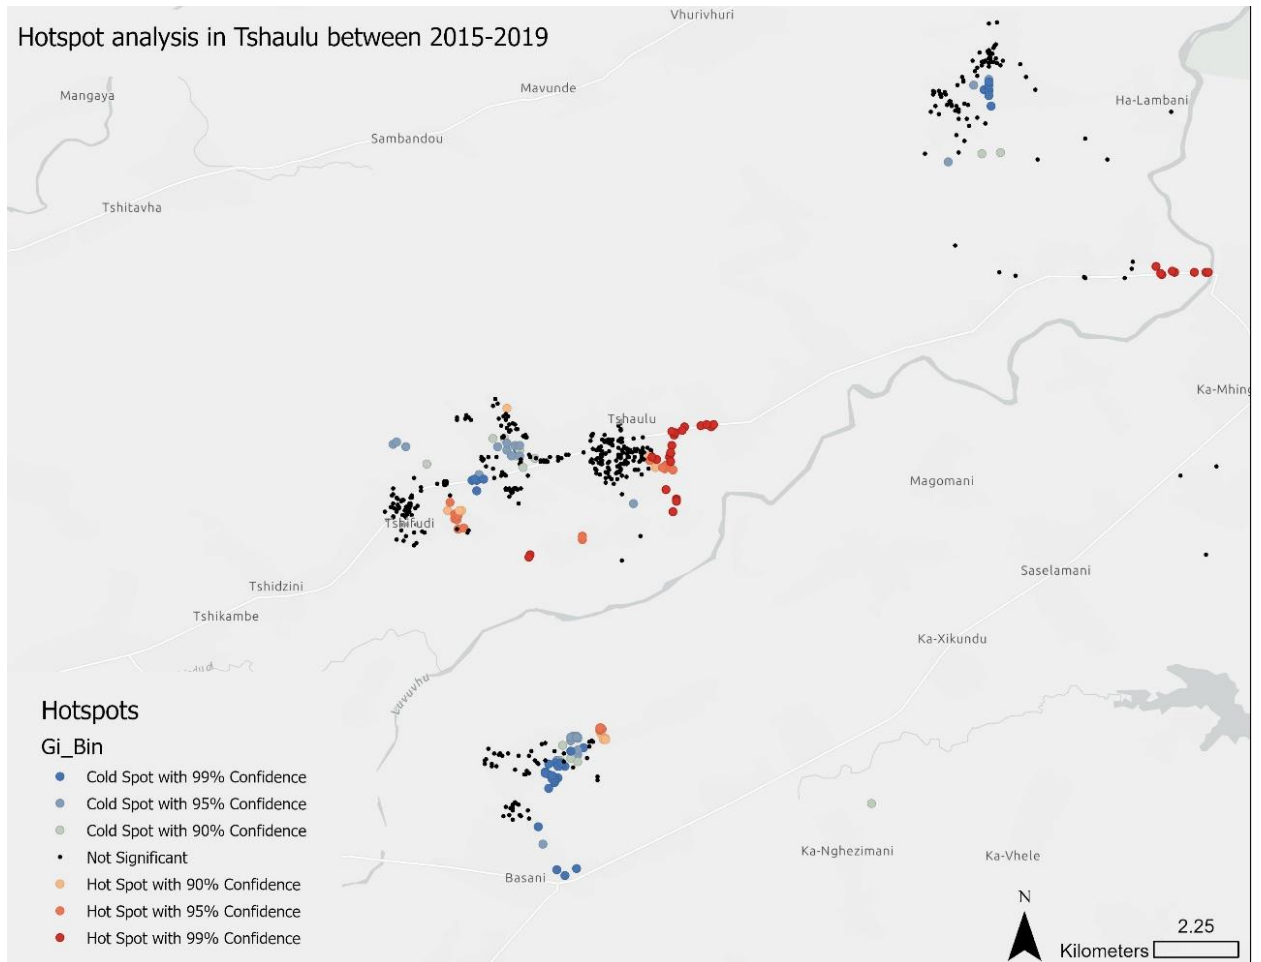 Hotspot analysis in Tshaulu between 2015-2019
Vhurivhuri
Mangaya
Mavunde
Ha-Lambani
Sambandou
Tshitavha
Ka-Mhing
Tshaulu
Magomani
Tshifudi
Saselamani
Tshidzini
Tshikambe
Ka-Xikundu
Luvuvhu
Hotspots
Gi_Bin
Cold Spot with 99% Confidence
Cold Spot with 95% Confidence
Cold Spot with 90% Confidence
Not Significant
Hot Spot with 90% Confidence
Hot Spot with 95% Confidence
Hot Spot with 99% Confidence
Basani
Ka-Nghezimani
Ka-Vhele
N
2.25
Kilometers